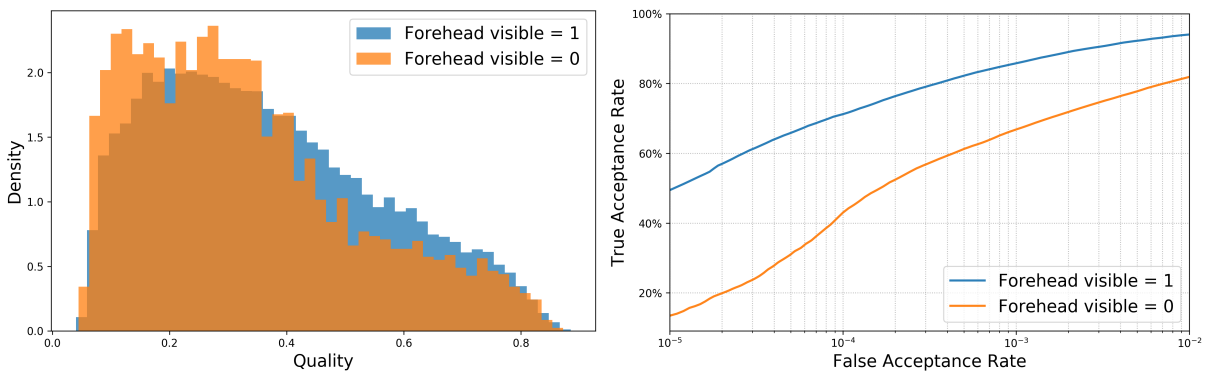 Forehead visible = 1
Forehead visible = 0
Density
2.0
1.5
1.0
0.5
0.0
0.0 0.2 0.4 0.6 0.8
Quality
True Acceptance Rate
100%
80%
60%
40%
20%
Forehead visible = 1
Forehead visible = 0
10⁻⁵ 10⁻⁴ 10⁻³ 10⁻²
False Acceptance Rate